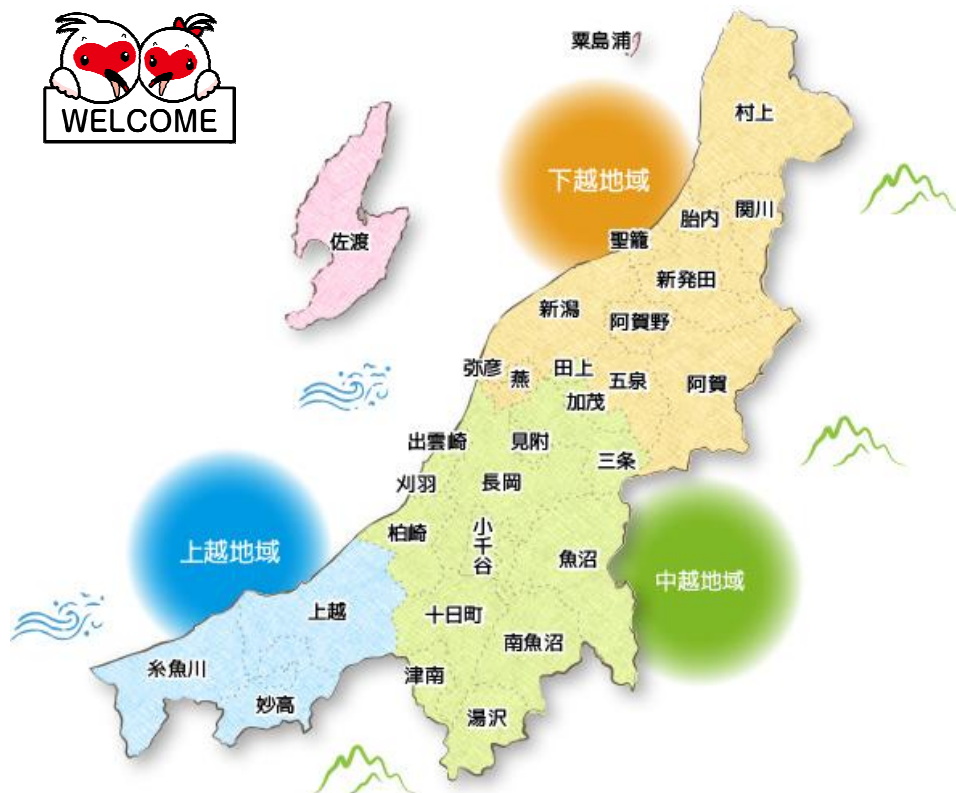 WELCOME
粟島浦
村上
下越地域
関川
胎内
聖籠
佐渡
新発田
新潟
阿賀野
弥彦
燕
田上
五泉
阿賀
加茂
出雲崎
見附
三条
刈羽
長岡
柏崎
小千谷
魚沼
上越地域
中越地域
上越
十日町
南魚沼
糸魚川
津南
妙高
湯沢